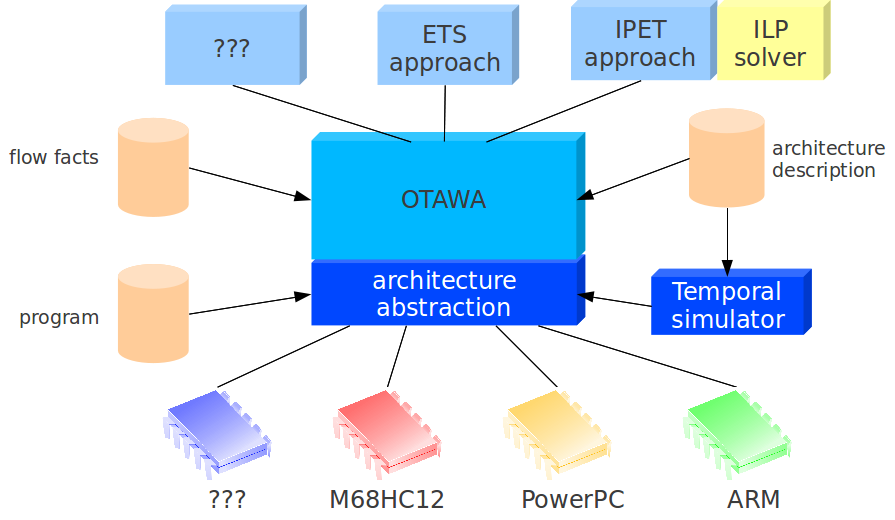 ???
ETS
approach
IPET
approach
ILP
solver
flow facts
architecture
description
OTAWA
architecture
abstraction
Temporal
simulator
program
???
M68HC12
PowerPC
ARM